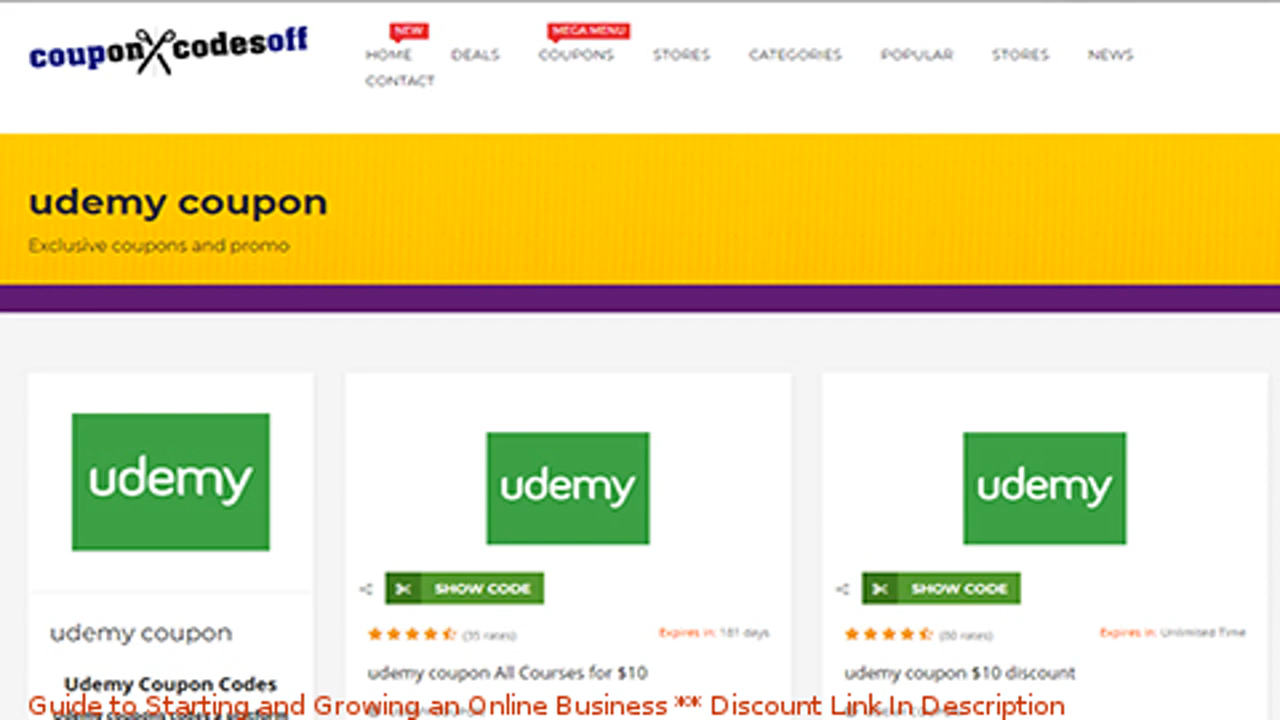 couponXcodesoff
NEW
MEGA MENU
HOME DEALS COUPONS STORES CATEGORIES POPULAR STORES NEWS
CONTACT
udemy coupon
Exclusive coupons and promo
udemy
udemy
udemy
SHOW CODE
SHOW CODE
(35 rates)
Expires in: 181 days
(80 rates)
Expires in: Unlimited Time
udemy coupon
udemy coupon All Courses for $10
udemy coupon $10 discount
Udemy Coupon Codes
Guide to Starting and Growing an Online Business ** Discount Link In Description